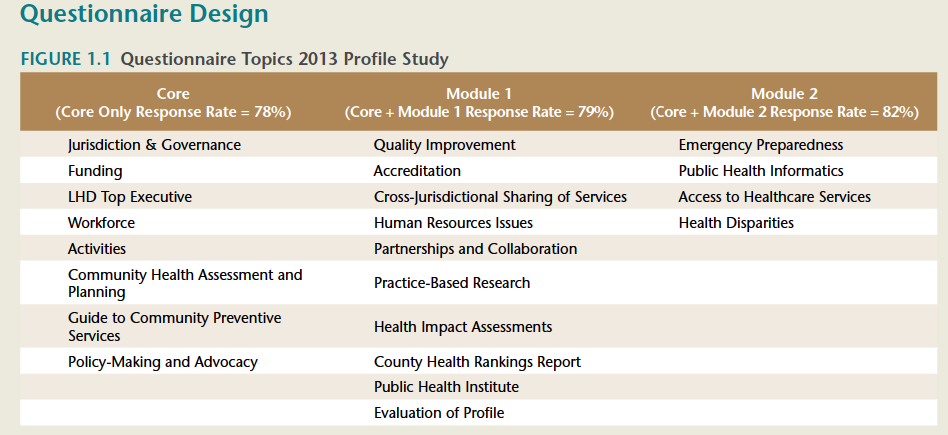 Questionnaire Design
FIGURE 1.1 Questionnaire Topics 2013 Profile Study
Core
(Core Only Response Rate = 78%)
Module 1
(Core + Module 1 Response Rate = 79%)
Module 2
(Core + Module 2 Response Rate = 82%)
Jurisdiction & Governance
Quality Improvement
Emergency Preparedness
Funding
Accreditation
Public Health Informatics
LHD Top Executive
Cross-Jurisdictional Sharing of Services
Access to Healthcare Services
Workforce
Human Resources Issues
Health Disparities
Activities
Partnerships and Collaboration
Community Health Assessment and
Planning
Practice-Based Research
Guide to Community Preventive
Services
Health Impact Assessments
Policy-Making and Advocacy
County Health Rankings Report
Public Health Institute
Evaluation of Profile